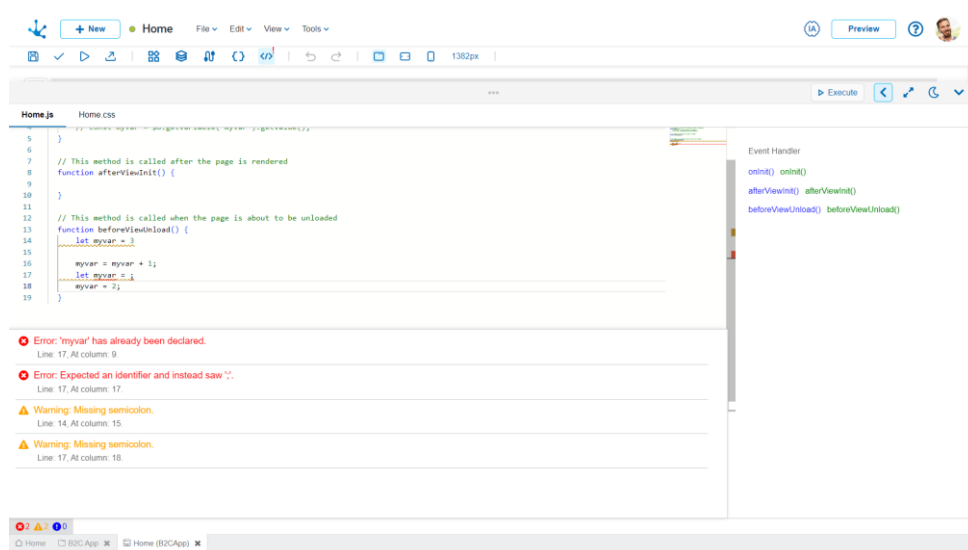 + New
Home
File Edit View Tools
IA
Preview
?
1382px
Execute
Home.js Home.css
5 }
6
7 // This method is called after the page is rendered
8 function afterViewInit() {
9
10 }
11
12 // This method is called when the page is about to be unloaded
13 function beforeViewUnload() {
14 let myvar = 3
15
16 myvar = myvar + 1;
17 let myvar = ;
18 myvar = 2;
19 }
Event Handler
onInit() onInit()
afterViewInit() afterViewInit()
beforeViewUnload() beforeViewUnload()
Error: 'myvar' has already been declared.
Line: 17, At column: 9
Error: Expected an identifier and instead saw ';'.
Line: 17, At column: 17
Warning: Missing semicolon.
Line: 14, At column: 15
Warning: Missing semicolon.
Line: 17, At column: 18
2 2 0
Home B2C App Home (B2CApp)